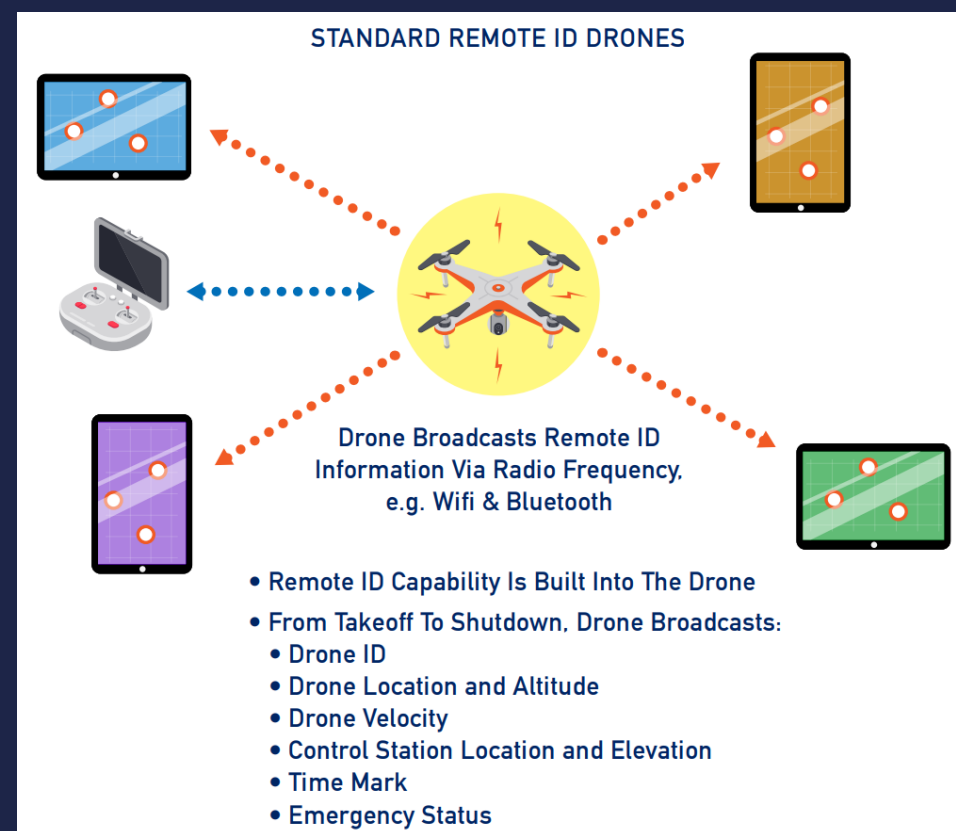 STANDARD REMOTE ID DRONES
Drone Broadcasts Remote ID
Information Via Radio Frequency,
e.g. Wifi & Bluetooth
• Remote ID Capability Is Built Into The Drone
• From Takeoff To Shutdown, Drone Broadcasts:
• Drone ID
• Drone Location and Altitude
• Drone Velocity
• Control Station Location and Elevation
• Time Mark
• Emergency Status